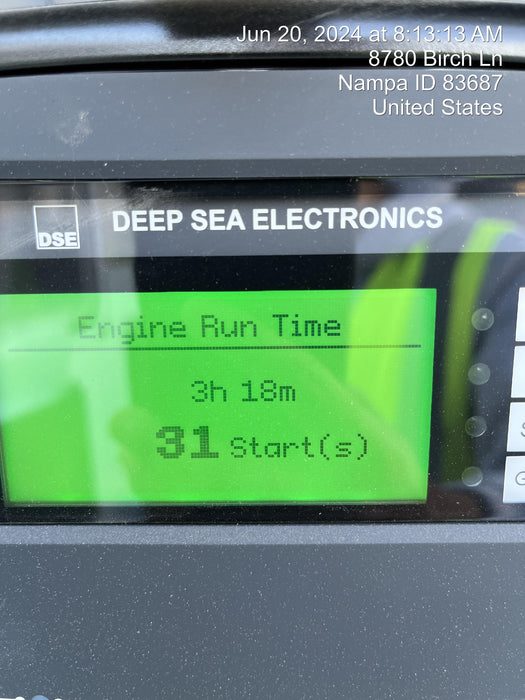 Jun 20, 2024 at 8:13:13 AM
8780 Birch Ln
Nampa ID 83687
United States
DSE
DEEP SEA ELECTRONICS
Engine Run Time
3h 18m
31 Start(s)